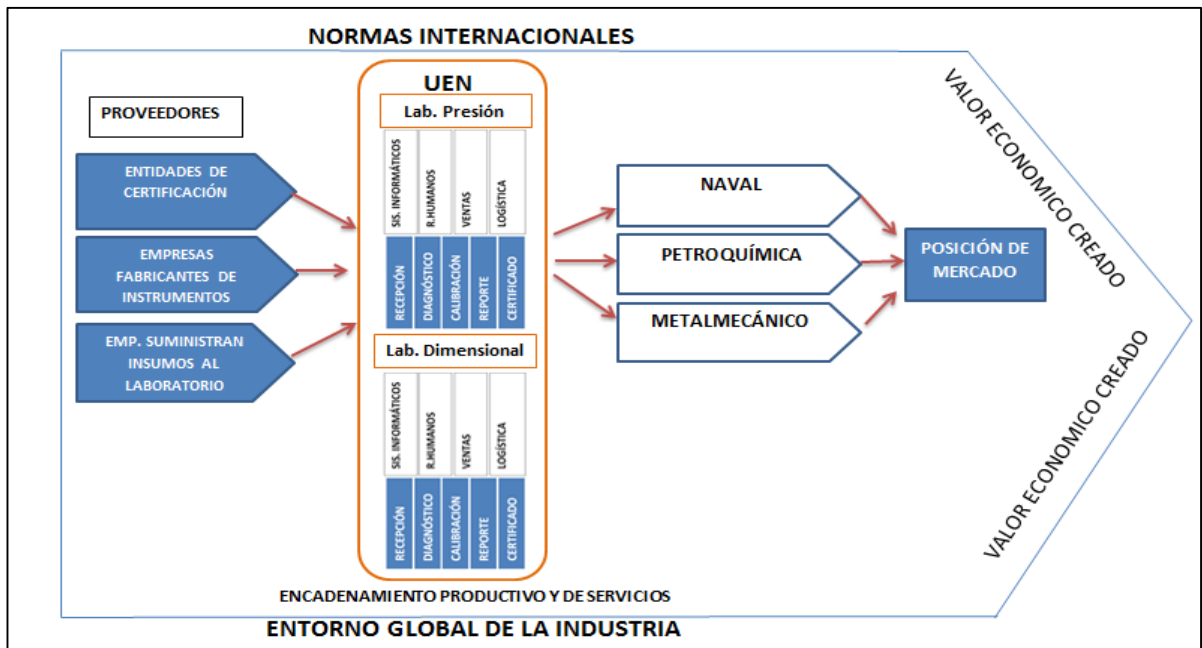 NORMAS INTERNACIONALES
PROVEEDORES
ENTIDADES DE
CERTIFICACIÓN
EMPRESAS
FABRICANTES DE
INSTRUMENTOS
EMP. SUMINISTRAN
INSUMOS AL
LABORATORIO
UEN
Lab. Presión
SIS. INFORMÁTICOS
R.HUMANOS
VENTAS
LOGÍSTICA
RECEPCIÓN
DIAGNÓSTICO
CALIBRACIÓN
REPORTE
CERTIFICADO
Lab. Dimensional
SIS. INFORMÁTICOS
R.HUMANOS
VENTAS
LOGÍSTICA
RECEPCIÓN
DIAGNÓSTICO
CALIBRACIÓN
REPORTE
CERTIFICADO
NAVAL
PETROQUÍMICA
METALMECÁNICO
POSICIÓN DE
MERCADO
VALOR ECONOMICO CREADO
VALOR ECONOMICO CREADO
ENCADENAMIENTO PRODUCTIVO Y DE SERVICIOS
ENTORNO GLOBAL DE LA INDUSTRIA